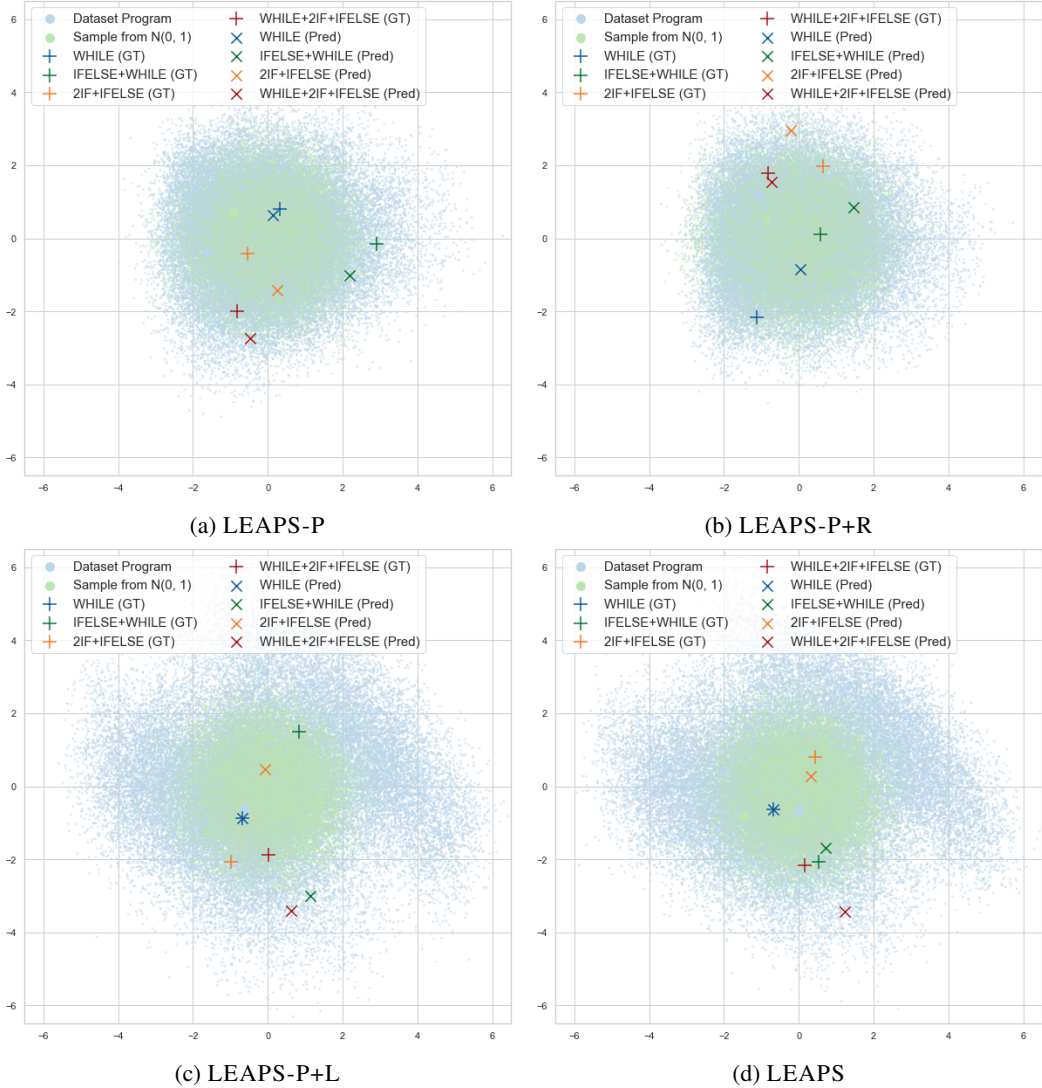 Dataset Program
Sample from N(0, 1)
WHILE (GT)
IFELSE+WHILE (GT)
2IF+IFELSE (GT)
WHILE+2IF+IFELSE (GT)
WHILE (Pred)
IFELSE+WHILE (Pred)
2IF+IFELSE (Pred)
WHILE+2IF+IFELSE (Pred)
6
4
2
0
−2
−4
−6
−6 −4 −2 0 2 4 6
(a) LEAPS-P
Dataset Program
Sample from N(0, 1)
WHILE (GT)
IFELSE+WHILE (GT)
2IF+IFELSE (GT)
WHILE+2IF+IFELSE (GT)
WHILE (Pred)
IFELSE+WHILE (Pred)
2IF+IFELSE (Pred)
WHILE+2IF+IFELSE (Pred)
6
4
2
0
−2
−4
−6
−6 −4 −2 0 2 4 6
(b) LEAPS-P+R
Dataset Program
Sample from N(0, 1)
WHILE (GT)
IFELSE+WHILE (GT)
2IF+IFELSE (GT)
WHILE+2IF+IFELSE (GT)
WHILE (Pred)
IFELSE+WHILE (Pred)
2IF+IFELSE (Pred)
WHILE+2IF+IFELSE (Pred)
6
4
2
0
−2
−4
−6
−6 −4 −2 0 2 4 6
(c) LEAPS-P+L
Dataset Program
Sample from N(0, 1)
WHILE (GT)
IFELSE+WHILE (GT)
2IF+IFELSE (GT)
WHILE+2IF+IFELSE (GT)
WHILE (Pred)
IFELSE+WHILE (Pred)
2IF+IFELSE (Pred)
WHILE+2IF+IFELSE (Pred)
6
4
2
0
−2
−4
−6
−6 −4 −2 0 2 4 6
(d) LEAPS